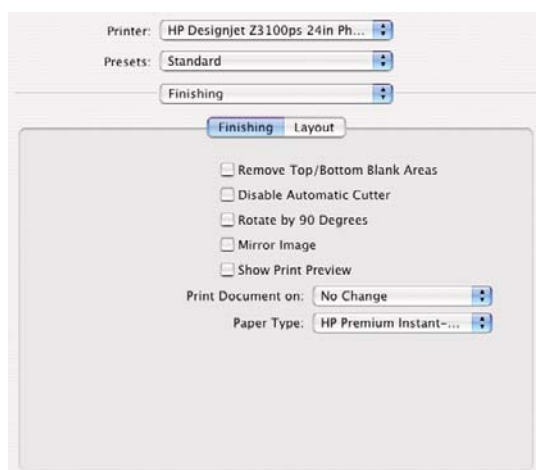 Printer: HP Designjet Z3100ps 24in Ph...
Presets: Standard
Finishing
Finishing Layout
Remove Top/Bottom Blank Areas
Disable Automatic Cutter
Rotate by 90 Degrees
Mirror Image
Show Print Preview
Print Document on: No Change
Paper Type: HP Premium Instant-...